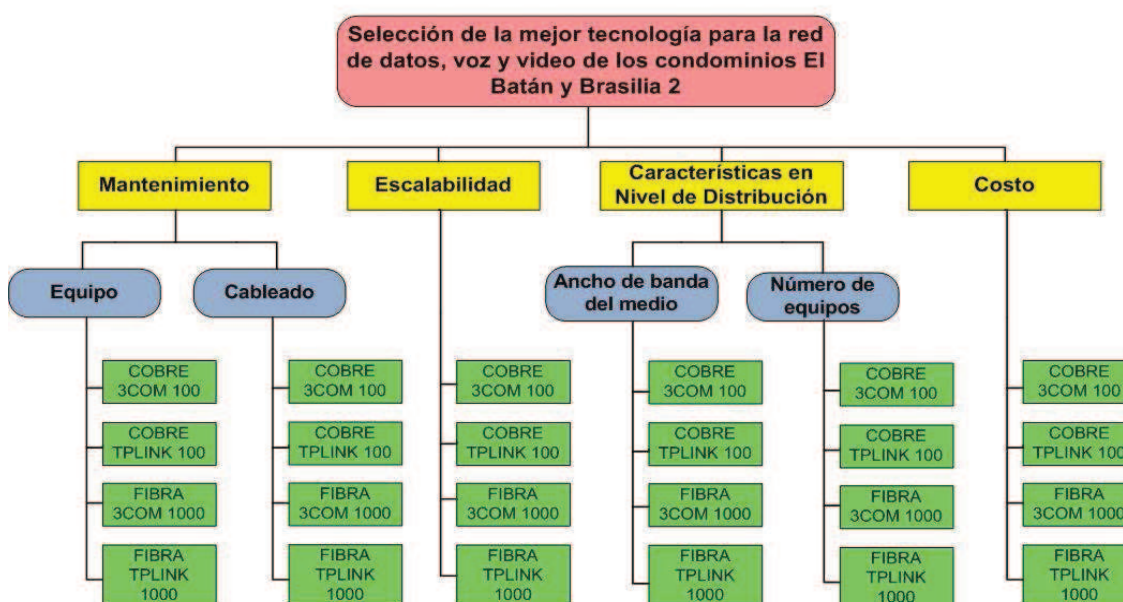 Selección de la mejor tecnología para la red
de datos, voz y video de los condominios El
Batán y Brasilia 2
Mantenimiento
Escalabilidad
Características en
Nivel de Distribución
Costo
Equipo
Cableado
Ancho de banda
del medio
Número de
equipos
COBRE
3COM 100
COBRE
TPLINK 100
FIBRA
3COM 1000
FIBRA
TPLINK
1000
COBRE
3COM 100
COBRE
TPLINK 100
FIBRA
3COM 1000
FIBRA
TPLINK
1000
COBRE
3COM 100
COBRE
TPLINK 100
FIBRA
3COM 1000
FIBRA
TPLINK
1000
COBRE
3COM 100
COBRE
TPLINK 100
FIBRA
3COM 1000
FIBRA
TPLINK
1000
COBRE
3COM 100
COBRE
TPLINK 100
FIBRA
3COM 1000
FIBRA
TPLINK
1000
COBRE
3COM 100
COBRE
TPLINK 100
FIBRA
3COM 1000
FIBRA
TPLINK
1000